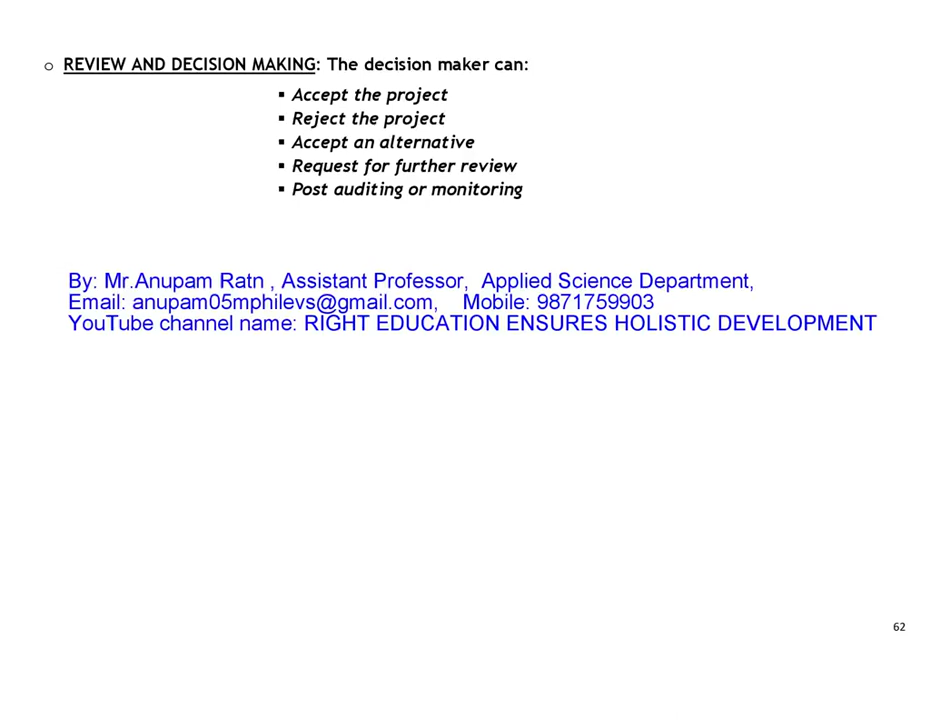 o REVIEW AND DECISION MAKING: The decision maker can:
▪ Accept the project
▪ Reject the project
▪ Accept an alternative
▪ Request for further review
▪ Post auditing or monitoring
By: Mr.Anupam Ratn , Assistant Professor, Applied Science Department,
Email: anupam05mphilevs@gmail.com, Mobile: 9871759903
YouTube channel name: RIGHT EDUCATION ENSURES HOLISTIC DEVELOPMENT
62